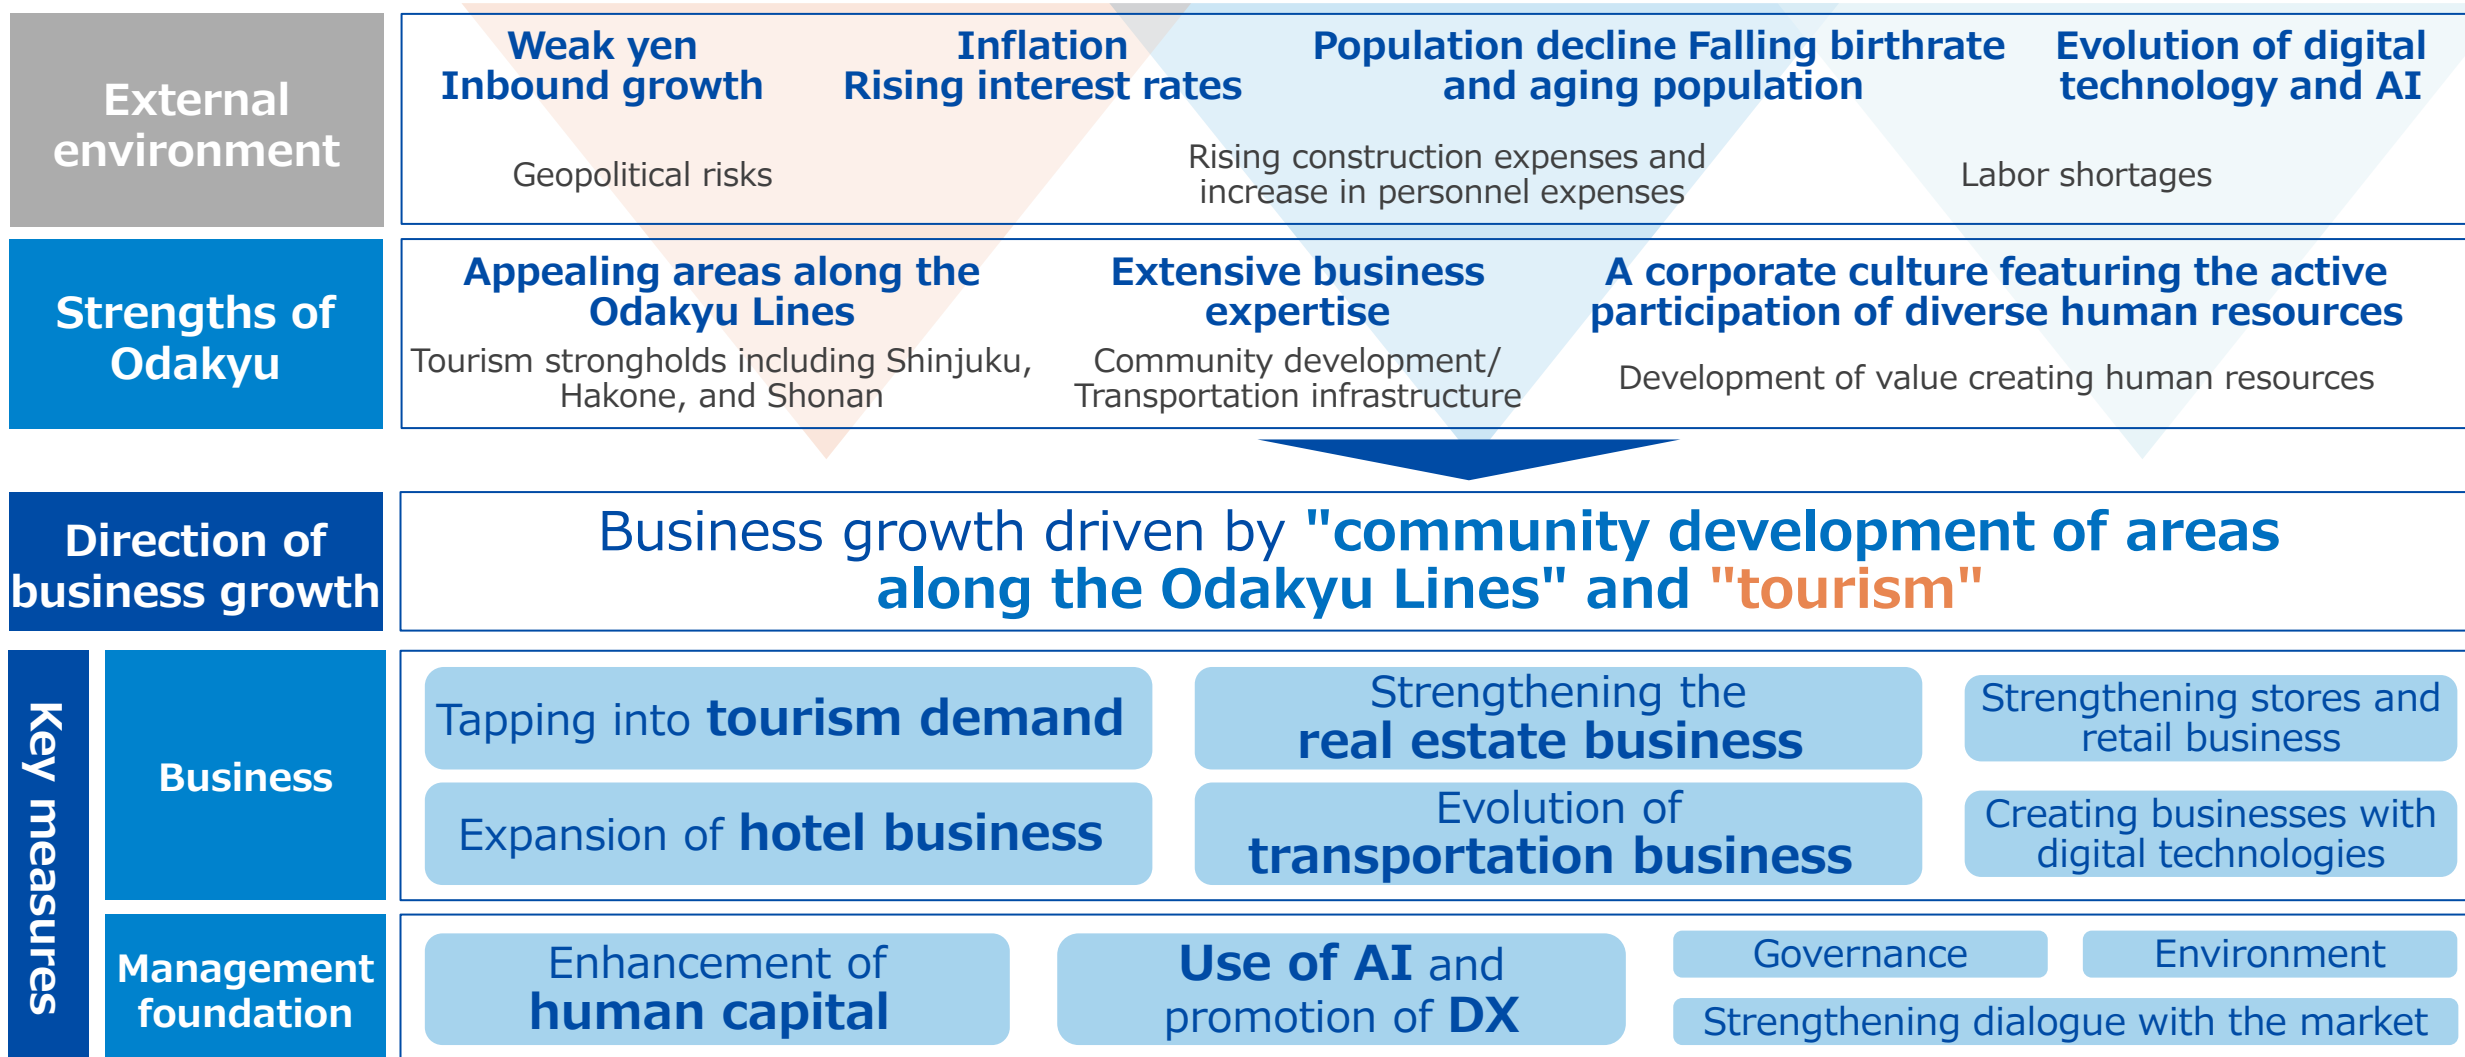 External
environment
Weak yen
Inbound growth
Inflation
Rising interest rates
Population decline Falling birthrate
and aging population
Evolution of digital
technology and AI
Geopolitical risks
Rising construction expenses and
increase in personnel expenses
Labor shortages
Strengths of
Odakyu
Appealing areas along the
Odakyu Lines
Tourism strongholds including Shinjuku,
Hakone, and Shonan
Extensive business
expertise
Community development/
Transportation infrastructure
A corporate culture featuring the active
participation of diverse human resources
Development of value creating human resources
Direction of
business growth
Business growth driven by "community development of areas
along the Odakyu Lines" and "tourism"
Key measures
Business
Tapping into tourism demand
Strengthening the
real estate business
Strengthening stores and
retail business
Expansion of hotel business
Evolution of
transportation business
Creating businesses with
digital technologies
Management
foundation
Enhancement of
human capital
Use of AI and
promotion of DX
Governance
Environment
Strengthening dialogue with the market